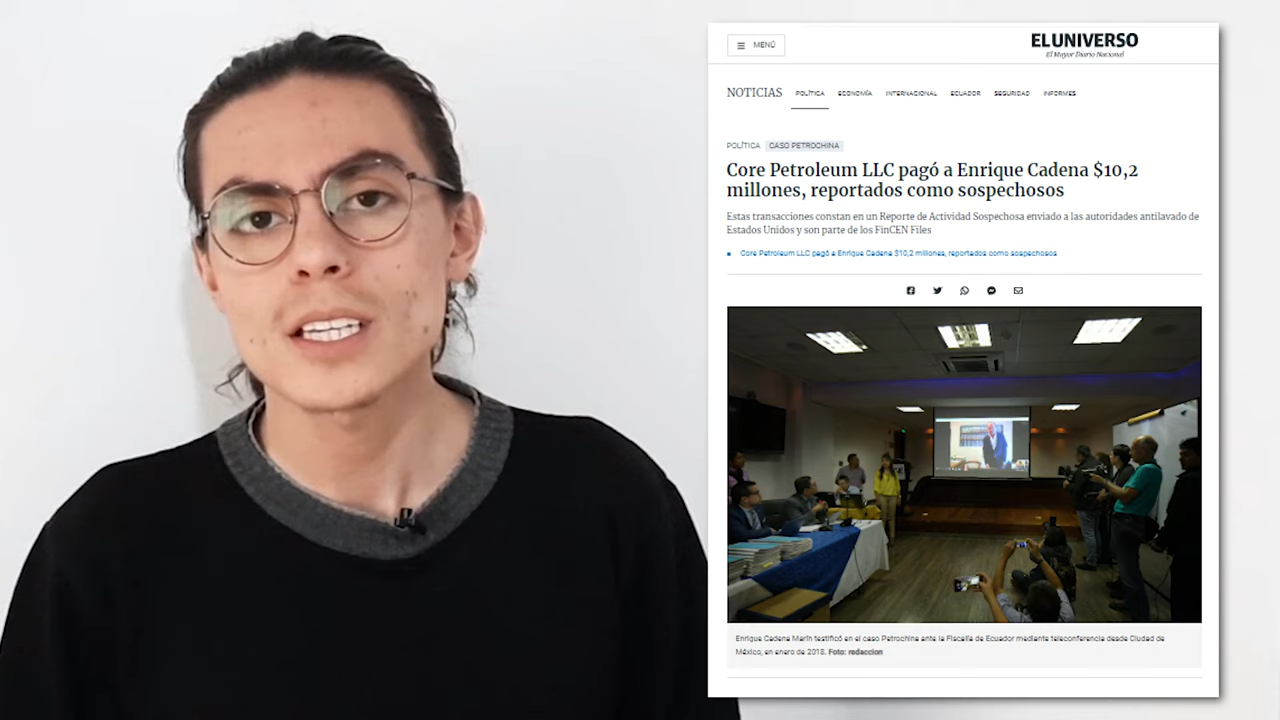 ≡ MENÚ
EL UNIVERSO
El Mayor Diario Nacional
NOTICIAS POLÍTICA ECONOMÍA INTERNACIONAL ECUADOR SEGURIDAD INFORMES
POLÍTICA CASO PETROCHINA
Core Petroleum LLC pagó a Enrique Cadena $10,2
millones, reportados como sospechosos
Estas transacciones constan en un Reporte de Actividad Sospechosa enviado a las autoridades antilavado de
Estados Unidos y son parte de los FinCEN Files
Core Petroleum LLC pagó a Enrique Cadena $10,2 millones, reportados como sospechosos
Enrique Cadena Marín testificó en el caso Petrochina ante la Fiscalía de Ecuador mediante teleconferencia desde Ciudad de
México, en enero de 2018. Foto: redaccion